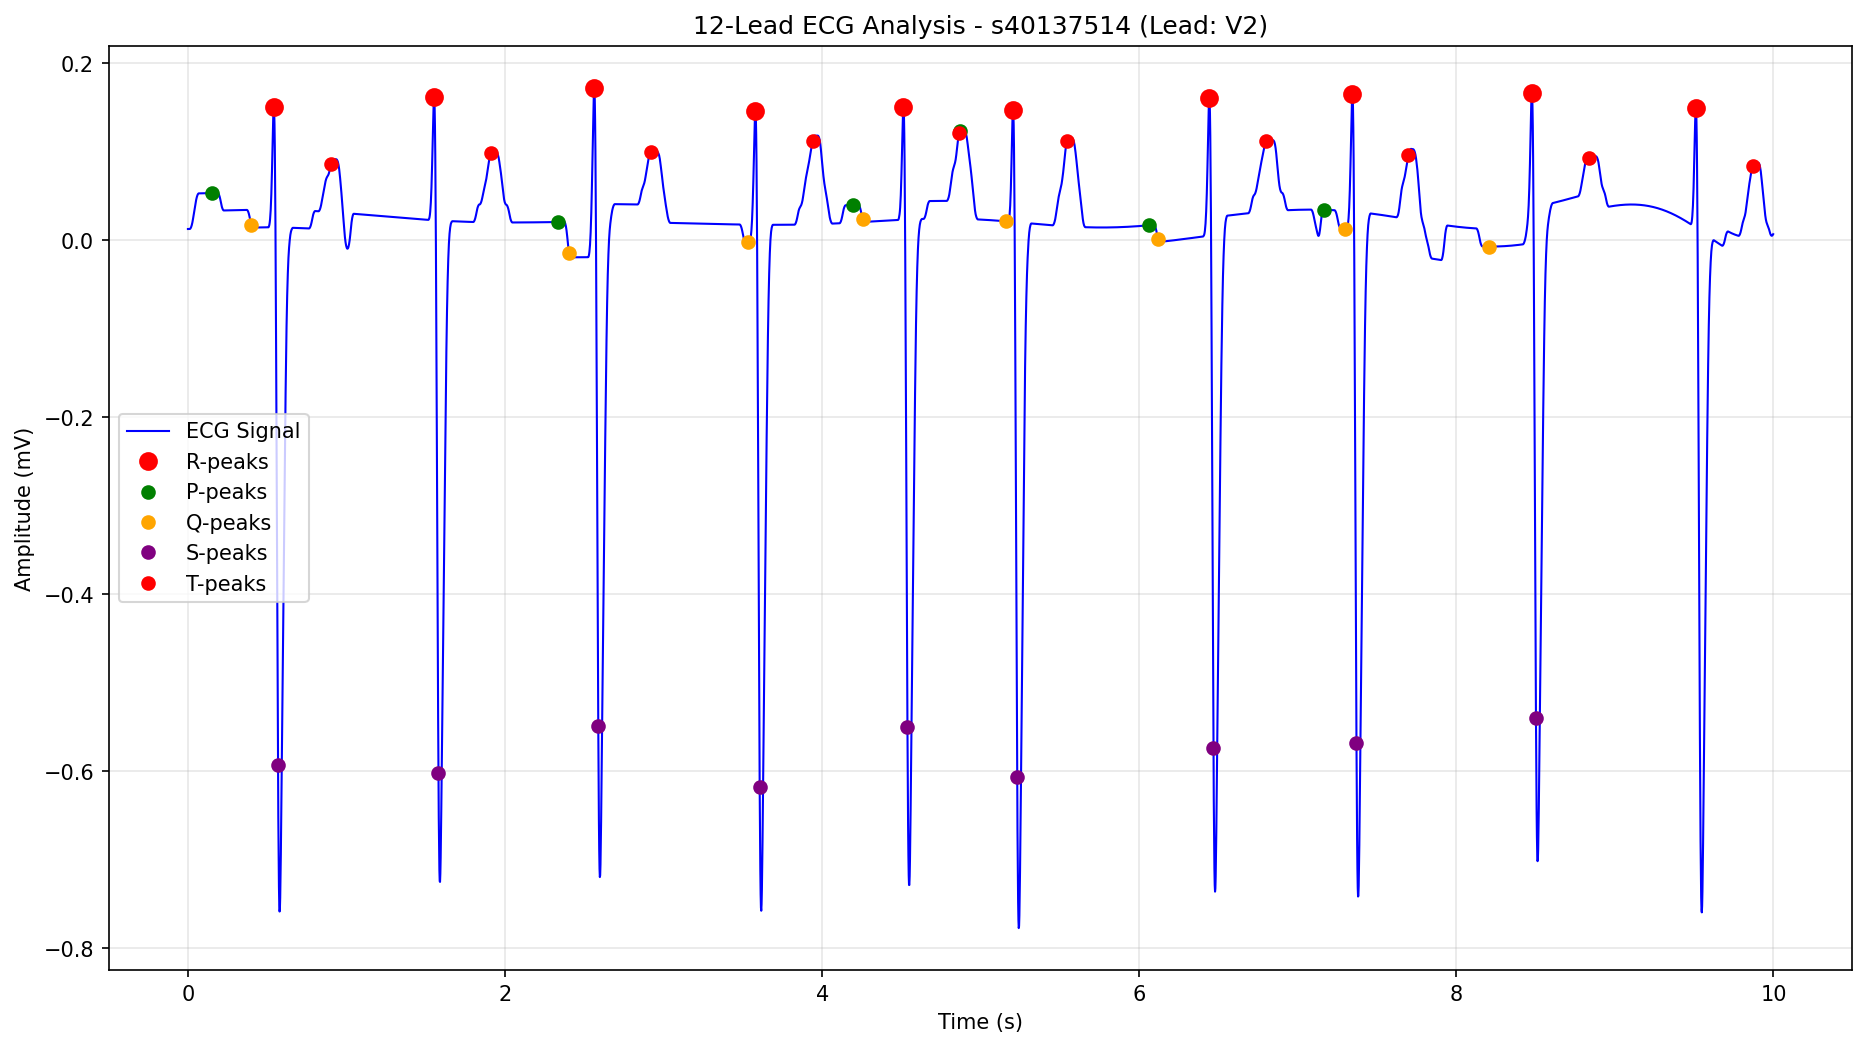 12-Lead ECG Analysis - s40137514 (Lead: V2)
Amplitude (mV)
0.2
0.0
−0.2
−0.4
−0.6
−0.8
ECG Signal
R-peaks
P-peaks
Q-peaks
S-peaks
T-peaks
0 2 4 6 8 10
Time (s)